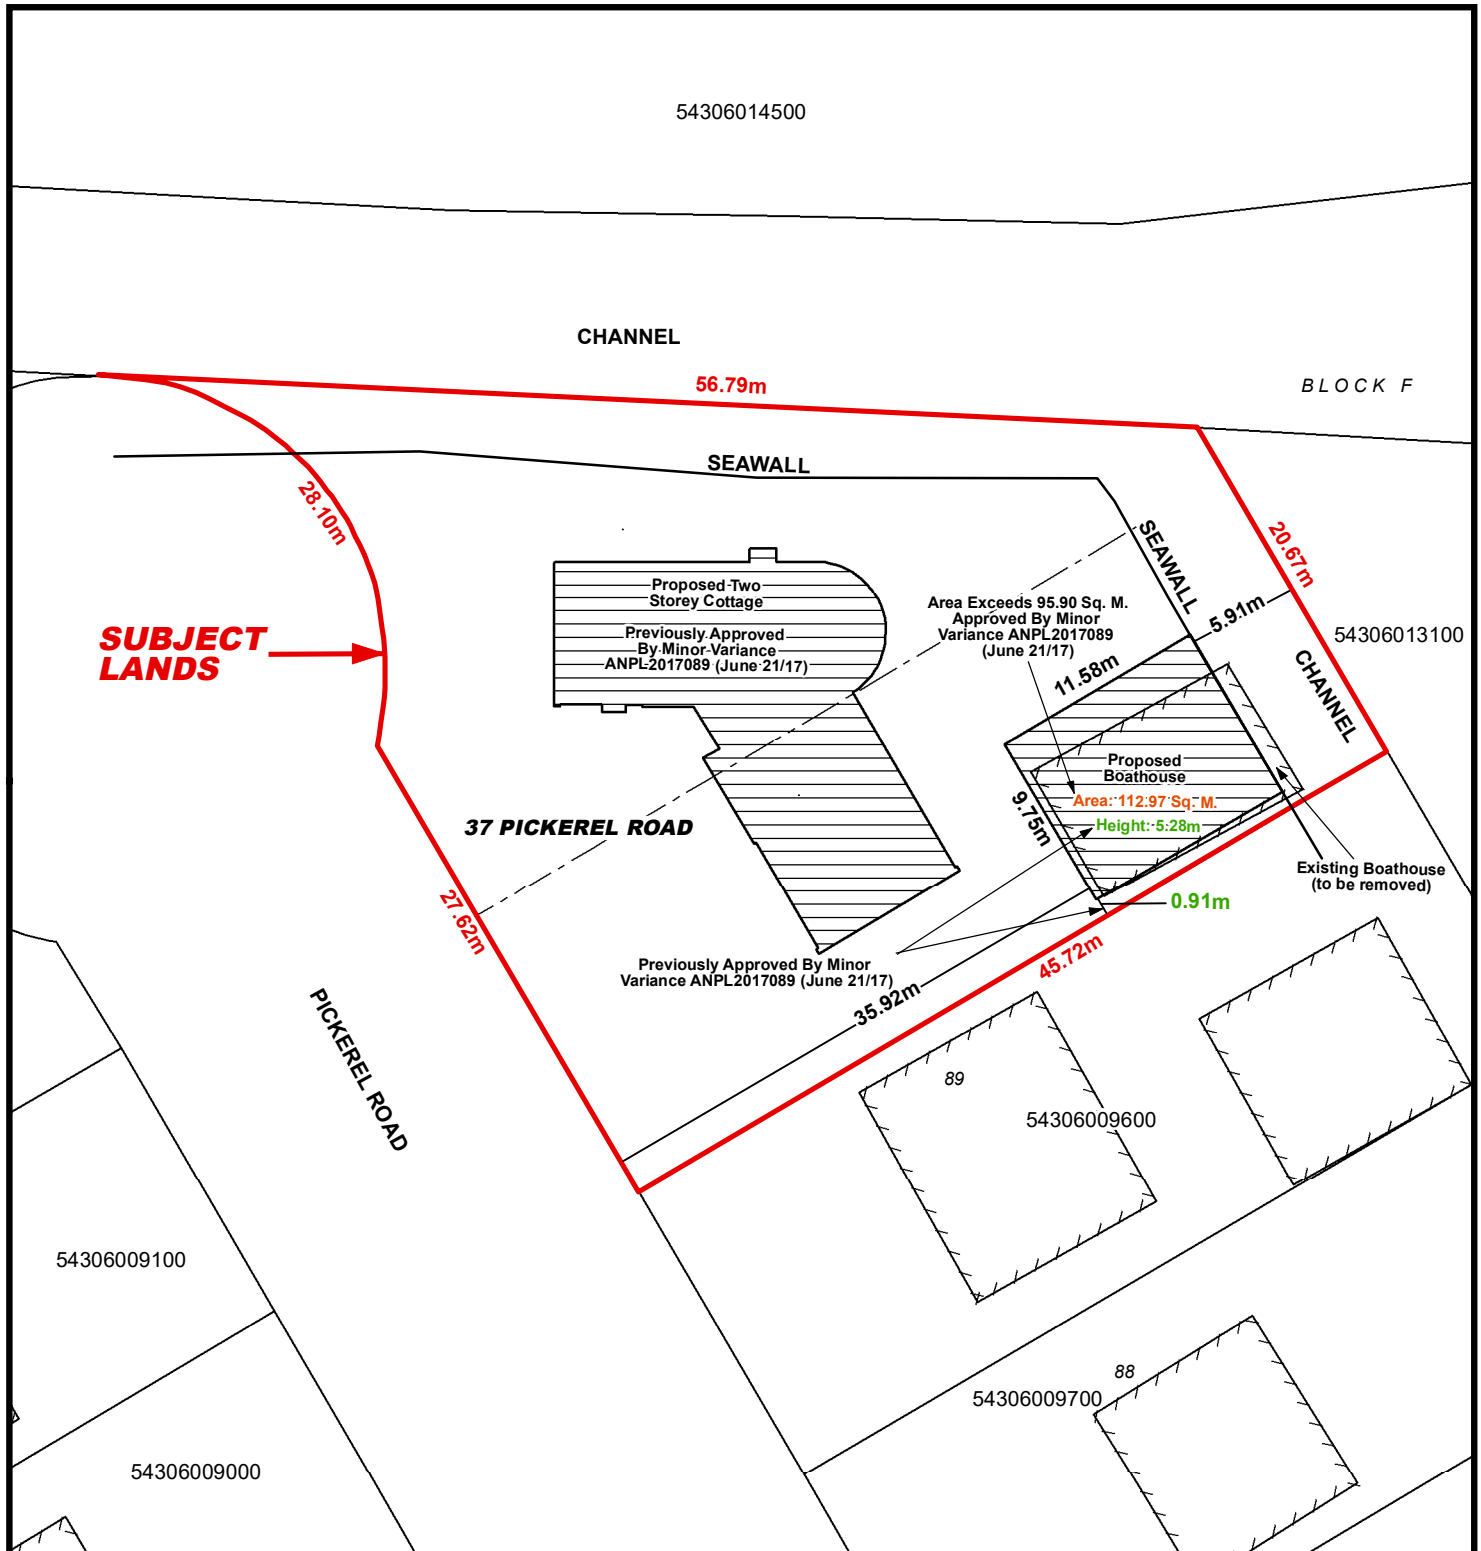 54306014500
CHANNEL
56.79m
BLOCK F
SEAWALL
28.10m
SEAWALL
20.67m
Proposed Two
Storey Cottage
Previously Approved
By Minor Variance
ANPL2017089 (June 21/17)
Area Exceeds 95.90 Sq. M.
Approved By Minor
Variance ANPL2017089
(June 21/17)
5.91m
54306013100
SUBJECT
LANDS
11.58m
CHANNEL
Proposed
Boathouse
Area: 112.97 Sq. M.
Height: 5.28m
9.75m
37 PICKEREL ROAD
Existing Boathouse
(to be removed)
0.91m
27.62m
45.72m
Previously Approved By Minor
Variance ANPL2017089 (June 21/17)
35.92m
PICKEREL ROAD
89
54306009600
54306009100
88
54306009700
54306009000